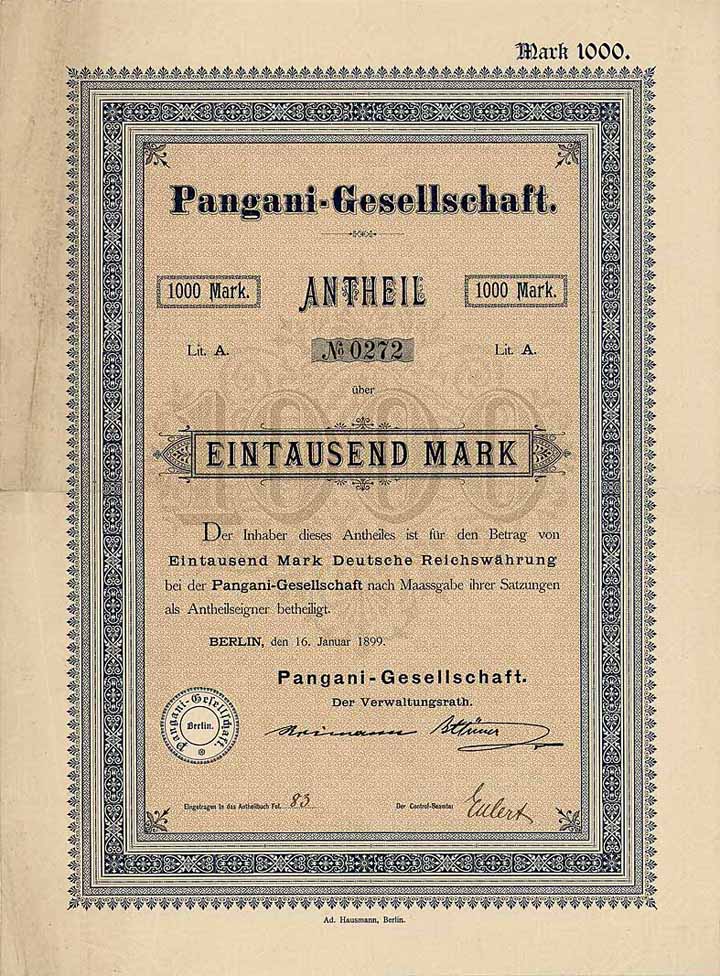 Mark 1000.
Pangani-Gesellschaft.
1000 Mark. ANTHEIL 1000 Mark.
Lit. A. No 0272 Lit. A.
über
1000
EINTAUSEND MARK
Der Inhaber dieses Antheiles ist für den Betrag von
Eintausend Mark Deutsche Reichswährung
bei der Pangani-Gesellschaft nach Maassgabe ihrer Satzungen
als Antheilseigner betheiligt.
BERLIN, den 16. Januar 1899.
Pangani-Gesellschaft.
Der Verwaltungsrath.
Pangani-Gesellschaft.
Berlin.
Eingetragen in das Antheilbuch Fol. 83
Der Control-Beamte: Eulert
Ad. Hausmann, Berlin.